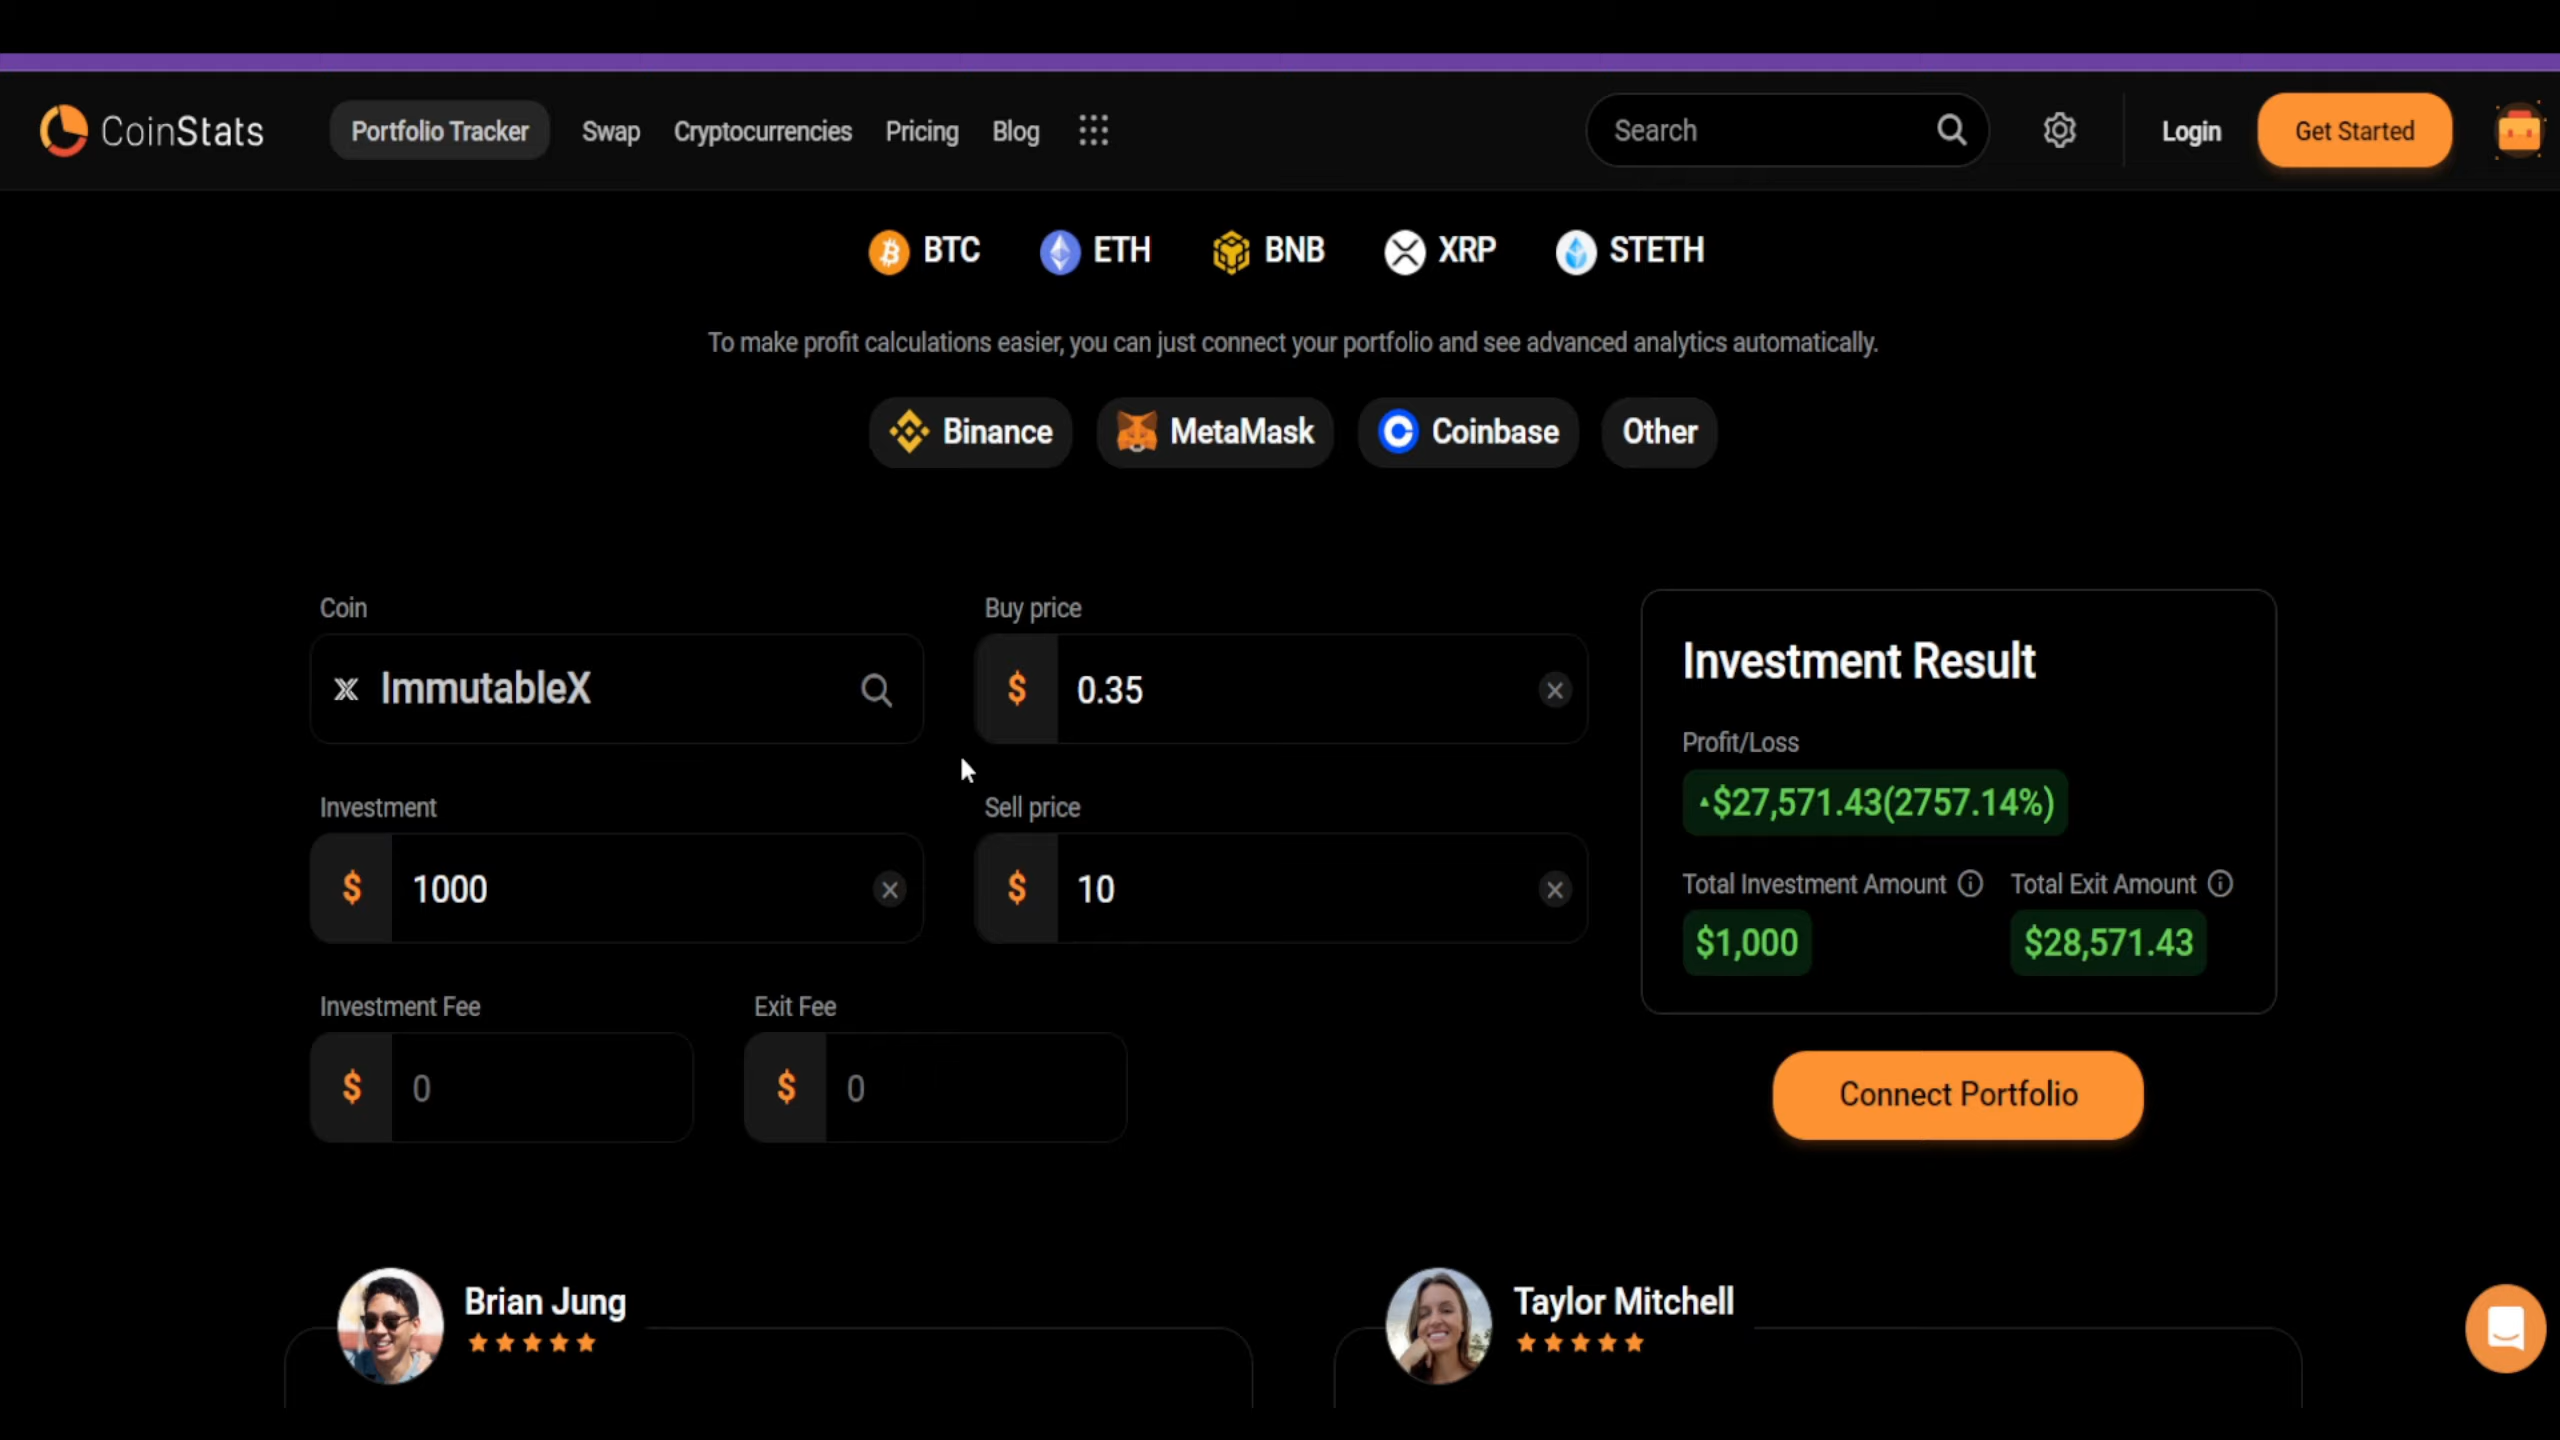 CoinStats Portfolio Tracker Swap Cryptocurrencies Pricing Blog Search Login Get Started
BTC ETH BNB XRP STETH
To make profit calculations easier, you can just connect your portfolio and see advanced analytics automatically.
Binance MetaMask Coinbase Other
Coin
ImmutableX
Buy price
$ 0.35
Investment
$ 1000
Sell price
$ 10
Investment Fee
$ 0
Exit Fee
$ 0
Investment Result
Profit/Loss
$27,571.43(2757.14%)
Total Investment Amount
$1,000
Total Exit Amount
$28,571.43
Connect Portfolio
Brian Jung
Taylor Mitchell